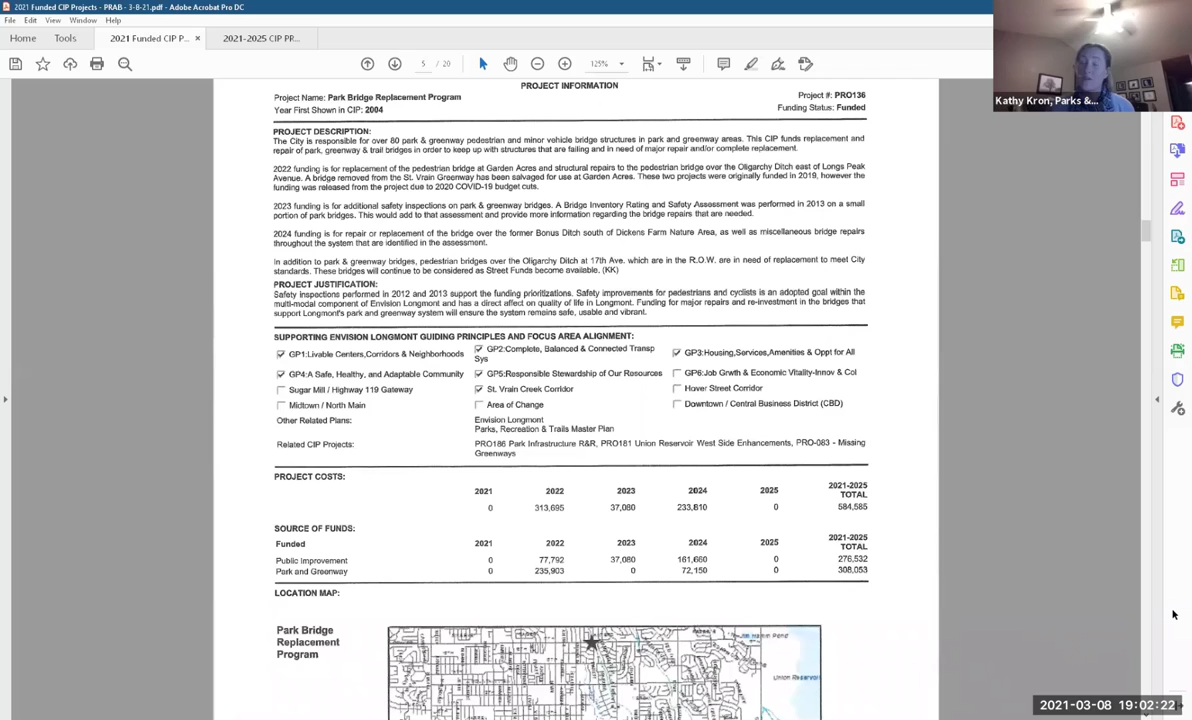 2021 Funded CIP Projects - PRAB - 3-8-21.pdf - Adobe Acrobat Pro DC
File Edit View Window Help
Home Tools 2021 Funded CIP P... × 2021-2025 CIP PR...
5 / 20 125%
Kathy Kron, Parks &...
PROJECT INFORMATION
Project Name: Park Bridge Replacement Program Project #: PRO136
Year First Shown in CIP: 2004 Funding Status: Funded
PROJECT DESCRIPTION:
The City is responsible for over 80 park & greenway pedestrian and minor vehicle bridge structures in park and greenway areas. This CIP funds replacement and
repair of park, greenway & trail bridges in order to keep up with structures that are failing and in need of major repair and/or complete replacement.
2022 funding is for replacement of the pedestrian bridge at Garden Acres and structural repairs to the pedestrian bridge over the Oligarchy Ditch east of Longs Peak
Avenue. A bridge removed from the St. Vrain Greenway has been salvaged for use at Garden Acres. These two projects were originally funded in 2019, however the
funding was released from the project due to 2020 COVID-19 budget cuts.
2023 funding is for additional safety inspections on park & greenway bridges. A Bridge Inventory Rating and Safety Assessment was performed in 2013 on a small
portion of park bridges. This would add to that assessment and provide more information regarding the bridge repairs that are needed.
2024 funding is for repair or replacement of the bridge over the former Bonus Ditch south of Dickens Farm Nature Area, as well as miscellaneous bridge repairs
throughout the system that are identified in the assessment.
In addition to park & greenway bridges, pedestrian bridges over the Oligarchy Ditch at 17th Ave. which are in the R.O.W. are in need of replacement to meet City
standards. These bridges will continue to be considered as Street Funds become available. (KK)
PROJECT JUSTIFICATION:
Safety inspections performed in 2012 and 2013 support the funding prioritizations. Safety improvements for pedestrians and cyclists is an adopted goal within the
multi-modal component of Envision Longmont and has a direct affect on quality of life in Longmont. Funding for major repairs and re-investment in the bridges that
support Longmont's park and greenway system will ensure the system remains safe, usable and vibrant.
SUPPORTING ENVISION LONGMONT GUIDING PRINCIPLES AND FOCUS AREA ALIGNMENT:
GP1:Livable Centers,Corridors & Neighborhoods GP2:Complete, Balanced & Connected Transp GP3:Housing,Services,Amenities & Oppt for All
Sys
GP4:A Safe, Healthy, and Adaptable Community GP5:Responsible Stewardship of Our Resources GP6:Job Grwth & Economic Vitality-Innov & Col
Sugar Mill / Highway 119 Gateway St. Vrain Creek Corridor Hover Street Corridor
Midtown / North Main Area of Change Downtown / Central Business District (CBD)
Other Related Plans: Envision Longmont
Parks, Recreation & Trails Master Plan
Related CIP Projects: PRO186 Park Infrastructure R&R, PRO181 Union Reservoir West Side Enhancements, PRO-083 - Missing
Greenways
PROJECT COSTS:
2021 2022 2023 2024 2025 2021-2025
TOTAL
0 313,695 37,080 233,810 0 584,585
SOURCE OF FUNDS:
Funded 2021 2022 2023 2024 2025 2021-2025
TOTAL
Public Improvement 0 77,792 37,080 161,660 0 276,532
Park and Greenway 0 235,903 0 72,150 0 308,053
LOCATION MAP:
Park Bridge
Replacement
Program
Union Reservoir
2021-03-08 19:02:22